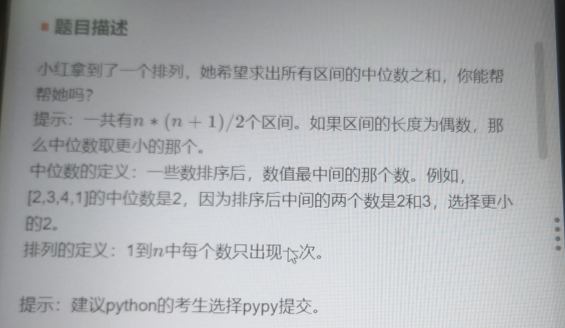 题目描述
小红拿到了一个排列，她希望求出所有区间的中位数之和，你能帮
帮她吗？
提示：一共有n * (n + 1)/2个区间。如果区间的长度为偶数，那
么中位数取更小的那个。
中位数的定义：一些数排序后，数值最中间的那个数。例如，
[2,3,4,1]的中位数是2，因为排序后中间的两个数是2和3，选择更小
的2。
排列的定义：1到n中每个数只出现一次。
提示：建议python的考生选择pypy提交。